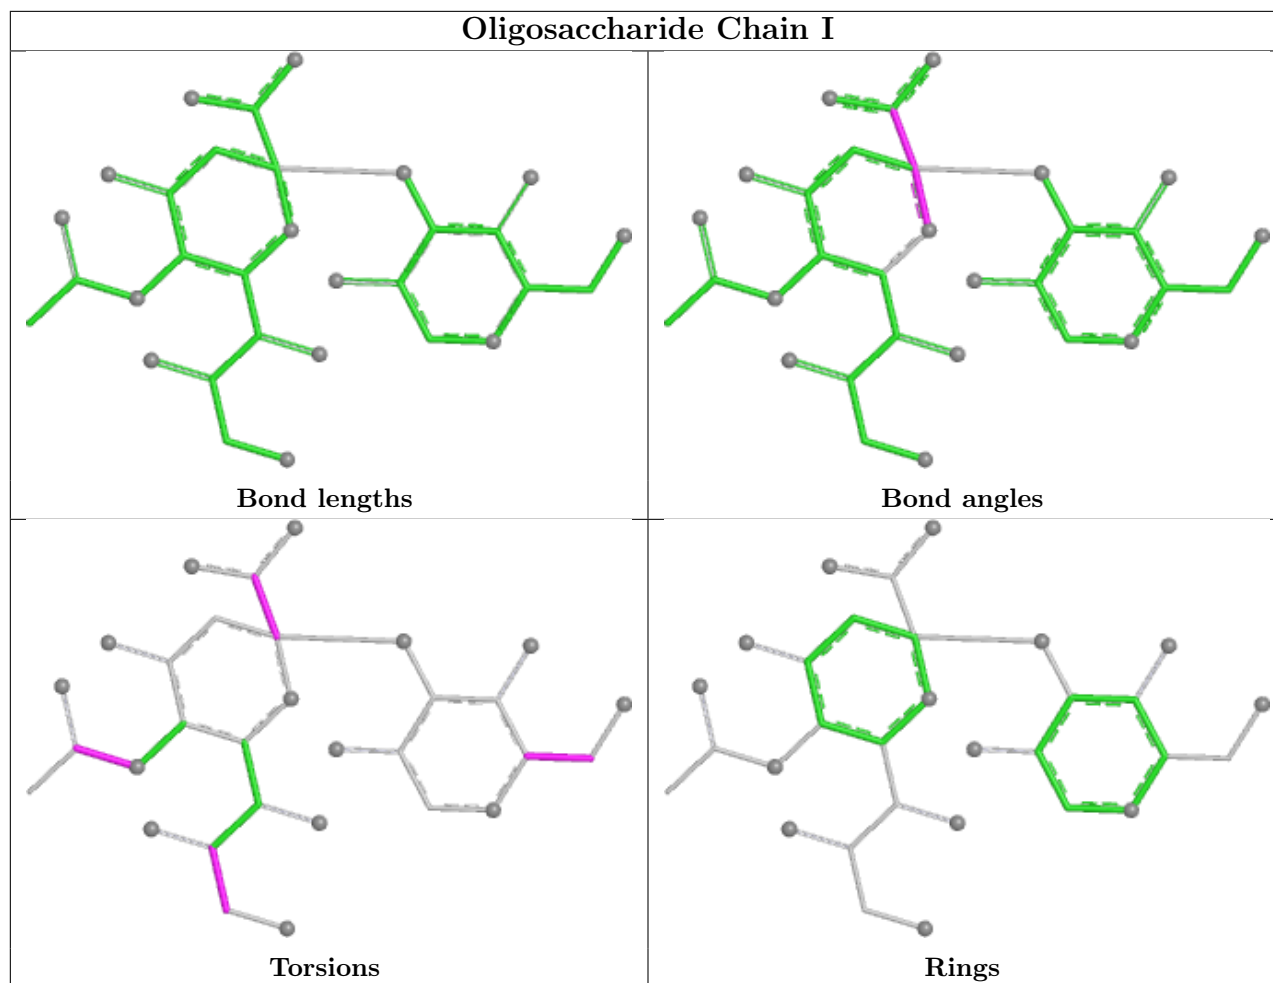 Oligosaccharide Chain I
Bond lengths
Bond angles
Torsions
Rings